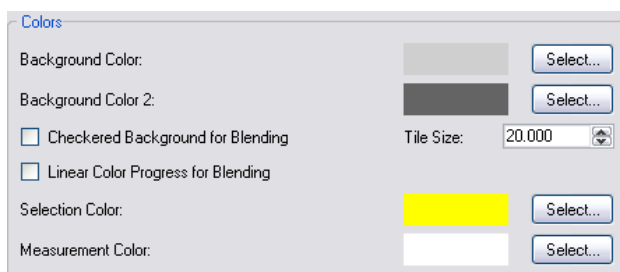 Colors
Background Color: Select...
Background Color 2: Select...
Checkered Background for Blending Tile Size: 20.000
Linear Color Progress for Blending
Selection Color: Select...
Measurement Color: Select...